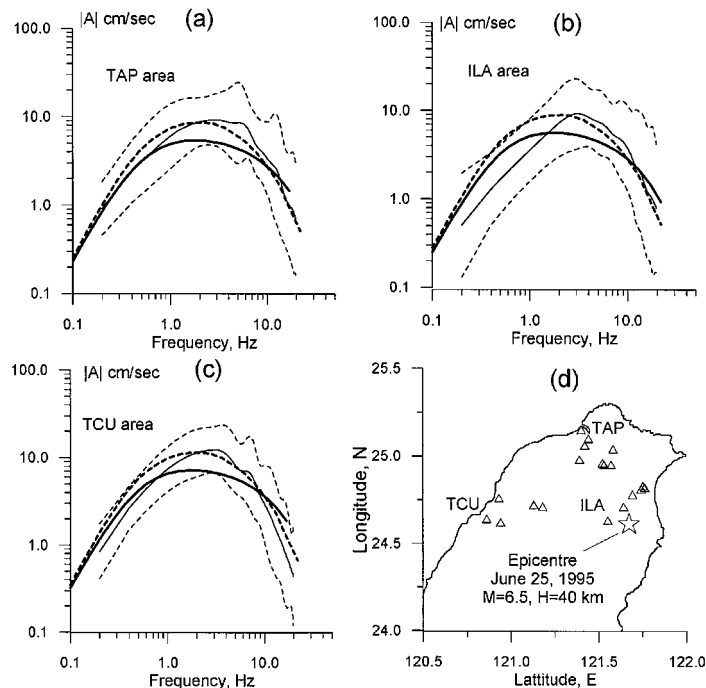 |A| cm/sec
(a)
100.0
TAP area
10.0
1.0
0.1
0.1
1.0
10.0
Frequency, Hz
|A| cm/sec
(b)
100.0
ILA area
10.0
1.0
0.1
0.1
1.0
10.0
Frequency, Hz
|A| cm/sec
(c)
100.0
TCU area
10.0
1.0
0.1
0.1
1.0
10.0
Frequency, Hz
(d)
25.5
TAP
25.0
Longitude, N
TCU
ILA
24.5
Epicentre
June 25, 1995
M=6.5, H=40 km
24.0
120.5
121.0
121.5
122.0
Lattitude, E